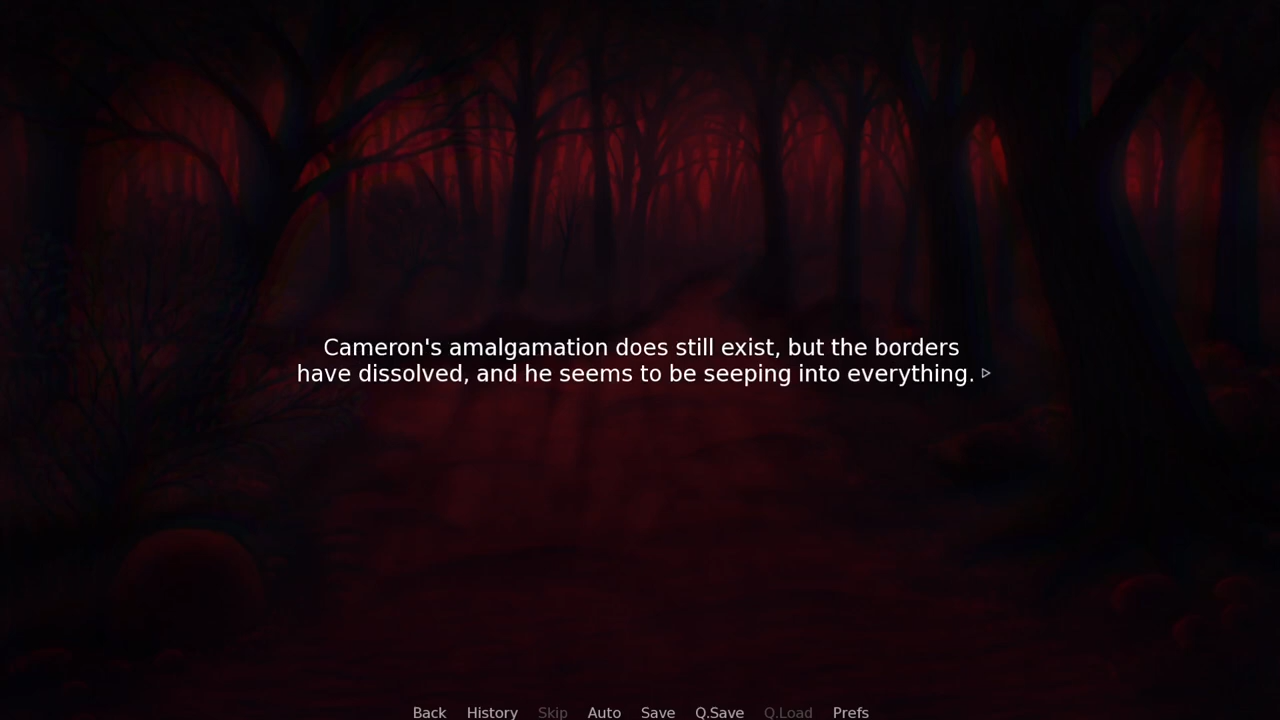 Cameron's amalgamation does still exist, but the borders
have dissolved, and he seems to be seeping into everything.
Back History Skip Auto Save Q.Save Q.Load Prefs